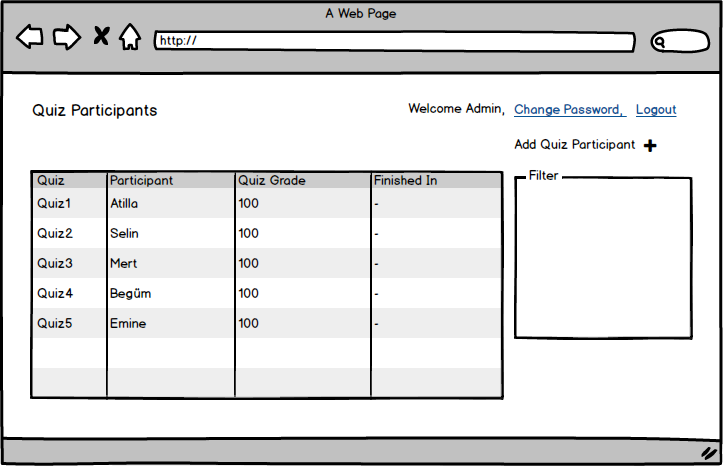 A Web Page
http://
Quiz Participants
Welcome Admin, Change Password, Logout
Add Quiz Participant
Quiz Participant Quiz Grade Finished In
Quiz1 Atilla 100 -
Quiz2 Selin 100 -
Quiz3 Mert 100 -
Quiz4 Begüm 100 -
Quiz5 Emine 100 -
Filter